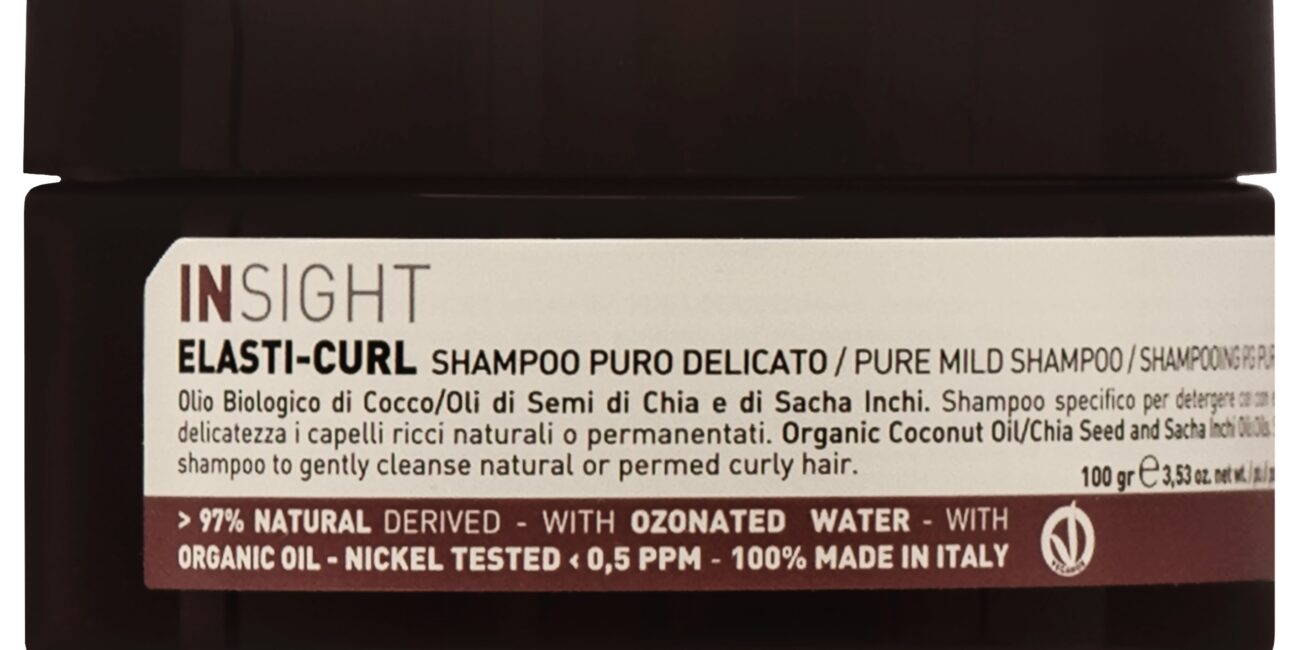 INSIGHT
ELASTI-CURL SHAMPOO PURO DELICATO / PURE MILD SHAMPOO / SHAMPOOING
Olio Biologico di Cocco/Oli di Semi di Chia e di Sacha Inchi. Shampoo specifico per detergere
delicatezza i capelli ricci naturali o permanentati. Organic Coconut Oil/Chia Seed and Sacha Inchi
shampoo to gently cleanse natural or permed curly hair.
100 gr ℮ 3,53 oz. net wt.
> 97% NATURAL DERIVED - WITH OZONATED WATER - WITH
ORGANIC OIL - NICKEL TESTED < 0,5 PPM - 100% MADE IN ITALY